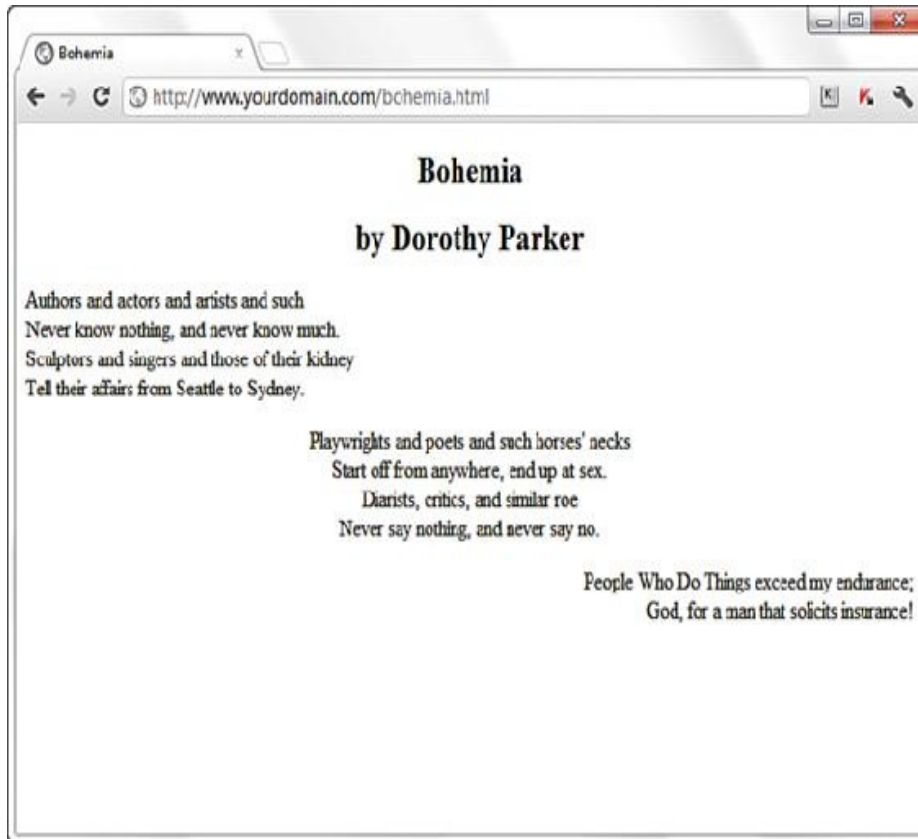 Bohemia
http://www.yourdomain.com/bohemia.html
Bohemia
by Dorothy Parker
Authors and actors and artists and such
Never know nothing, and never know much.
Sculptors and singers and those of their kidney
Tell their affairs from Seattle to Sydney.
Playwrights and poets and such horses' necks
Start off from anywhere, end up at sex.
Diarists, critics, and similar roe
Never say nothing, and never say no.
People Who Do Things exceed my endurance;
God, for a man that solicits insurance!